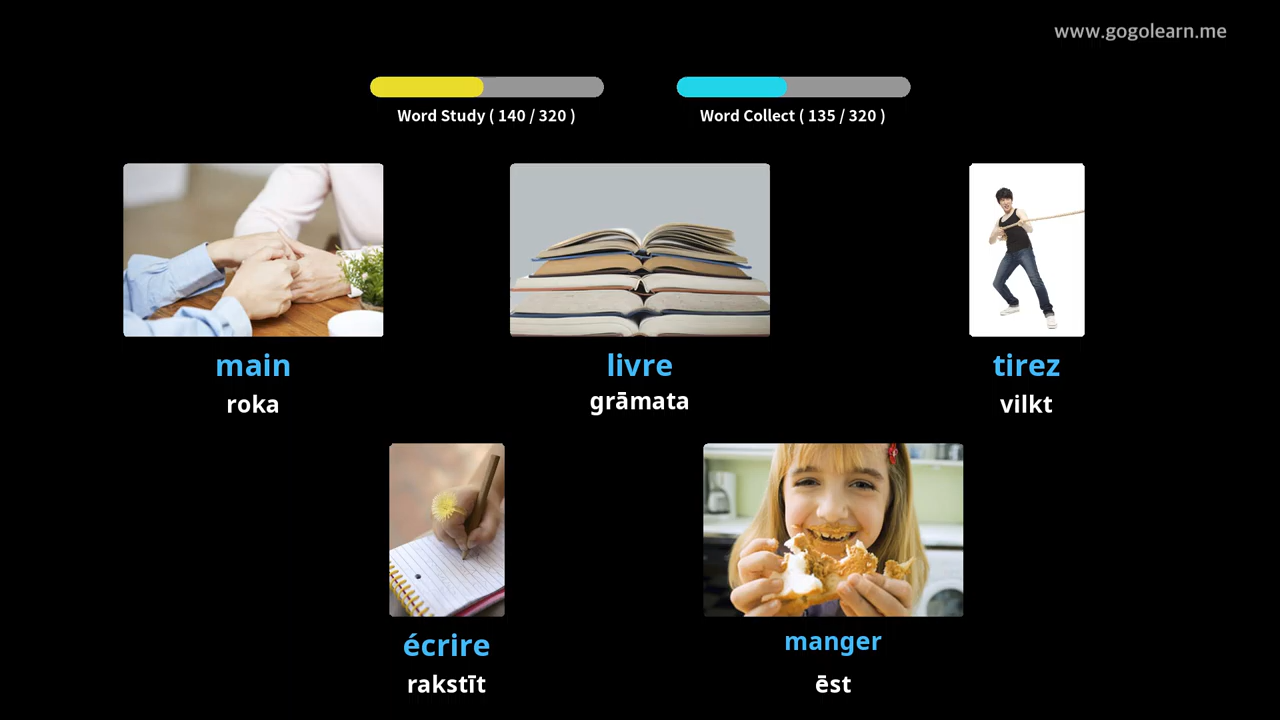 www.gogolearn.me
Word Study ( 140 / 320 )
Word Collect ( 135 / 320 )
main
roka
livre
grāmata
tirez
vilkt
écrire
rakstīt
manger
ēst